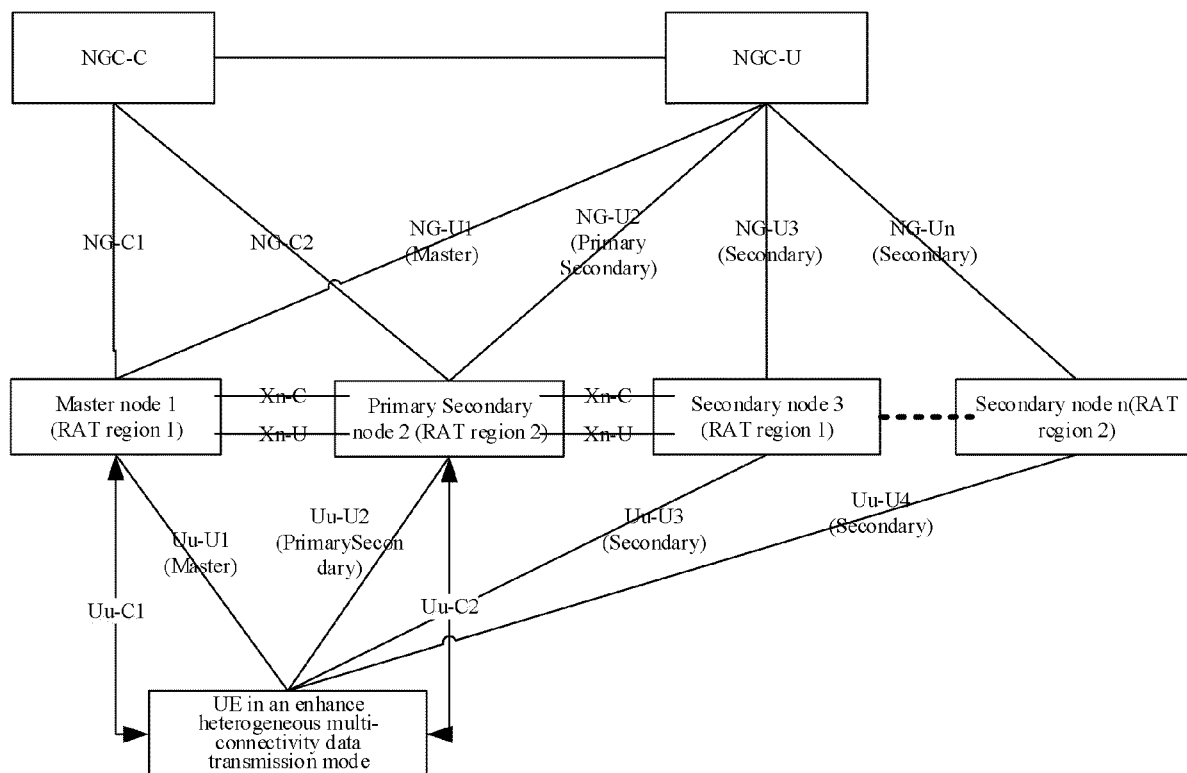 NGC-C
NGC-U
NG-C1
NG-C2
NG-U1
(Master)
NG-U2
(Primary
Secondary)
NG-U3
(Secondary)
NG-Un
(Secondary)
Master node 1
(RAT region 1)
Xn-C
Xn-U
Primary Secondary
node 2 (RAT region 2)
Xn-C
Xn-U
Secondary node 3
(RAT region 1)
Secondary node n(RAT
region 2)
Uu-C1
Uu-U1
(Master)
Uu-U2
(PrimarySecon
dary)
Uu-C2
Uu-U3
(Secondary)
Uu-U4
(Secondary)
UE in an enhance
heterogeneous multi-
connectivity data
transmission mode